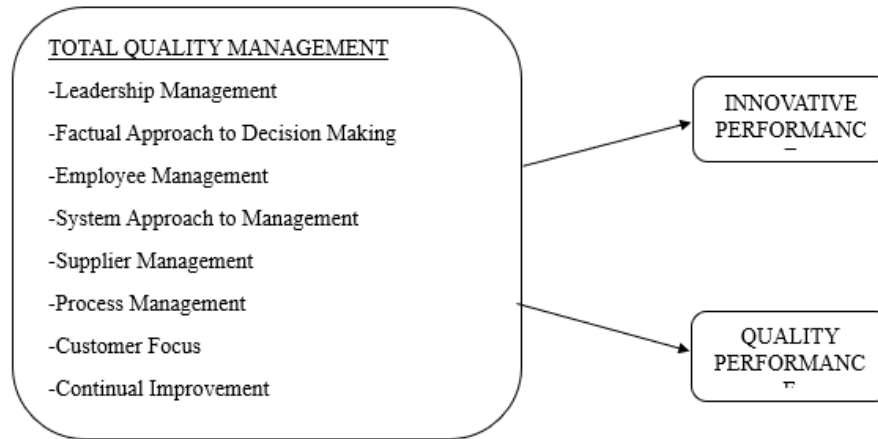 TOTAL QUALITY MANAGEMENT
-Leadership Management
-Factual Approach to Decision Making
-Employee Management
-System Approach to Management
-Supplier Management
-Process Management
-Customer Focus
-Continual Improvement
INNOVATIVE
PERFORMANC
QUALITY
PERFORMANC